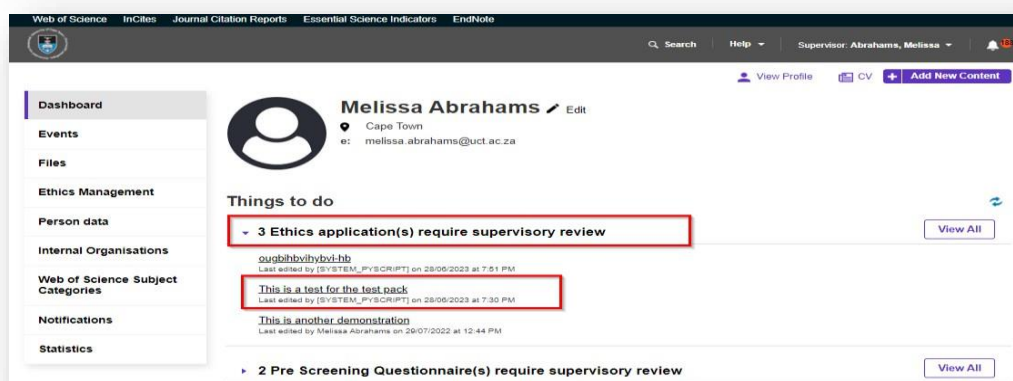 Web of Science InCites Journal Citation Reports Essential Science Indicators EndNote
Search Help Supervisor: Abrahams, Melissa
View Profile CV + Add New Content
Dashboard
Events
Files
Ethics Management
Person data
Internal Organisations
Web of Science Subject
Categories
Notifications
Statistics
Melissa Abrahams Edit
Cape Town
e: melissa.abrahams@uct.ac.za
Things to do
3 Ethics application(s) require supervisory review View All
ougbihbvihybvi-hb
Last edited by [SYSTEM_PYSCRIPT] on 28/06/2023 at 7:51 PM
This is a test for the test pack
Last edited by [SYSTEM_PYSCRIPT] on 28/06/2023 at 7:30 PM
This is another demonstration
Last edited by Melissa Abrahams on 29/07/2022 at 12:44 PM
2 Pre Screening Questionnaire(s) require supervisory review View All